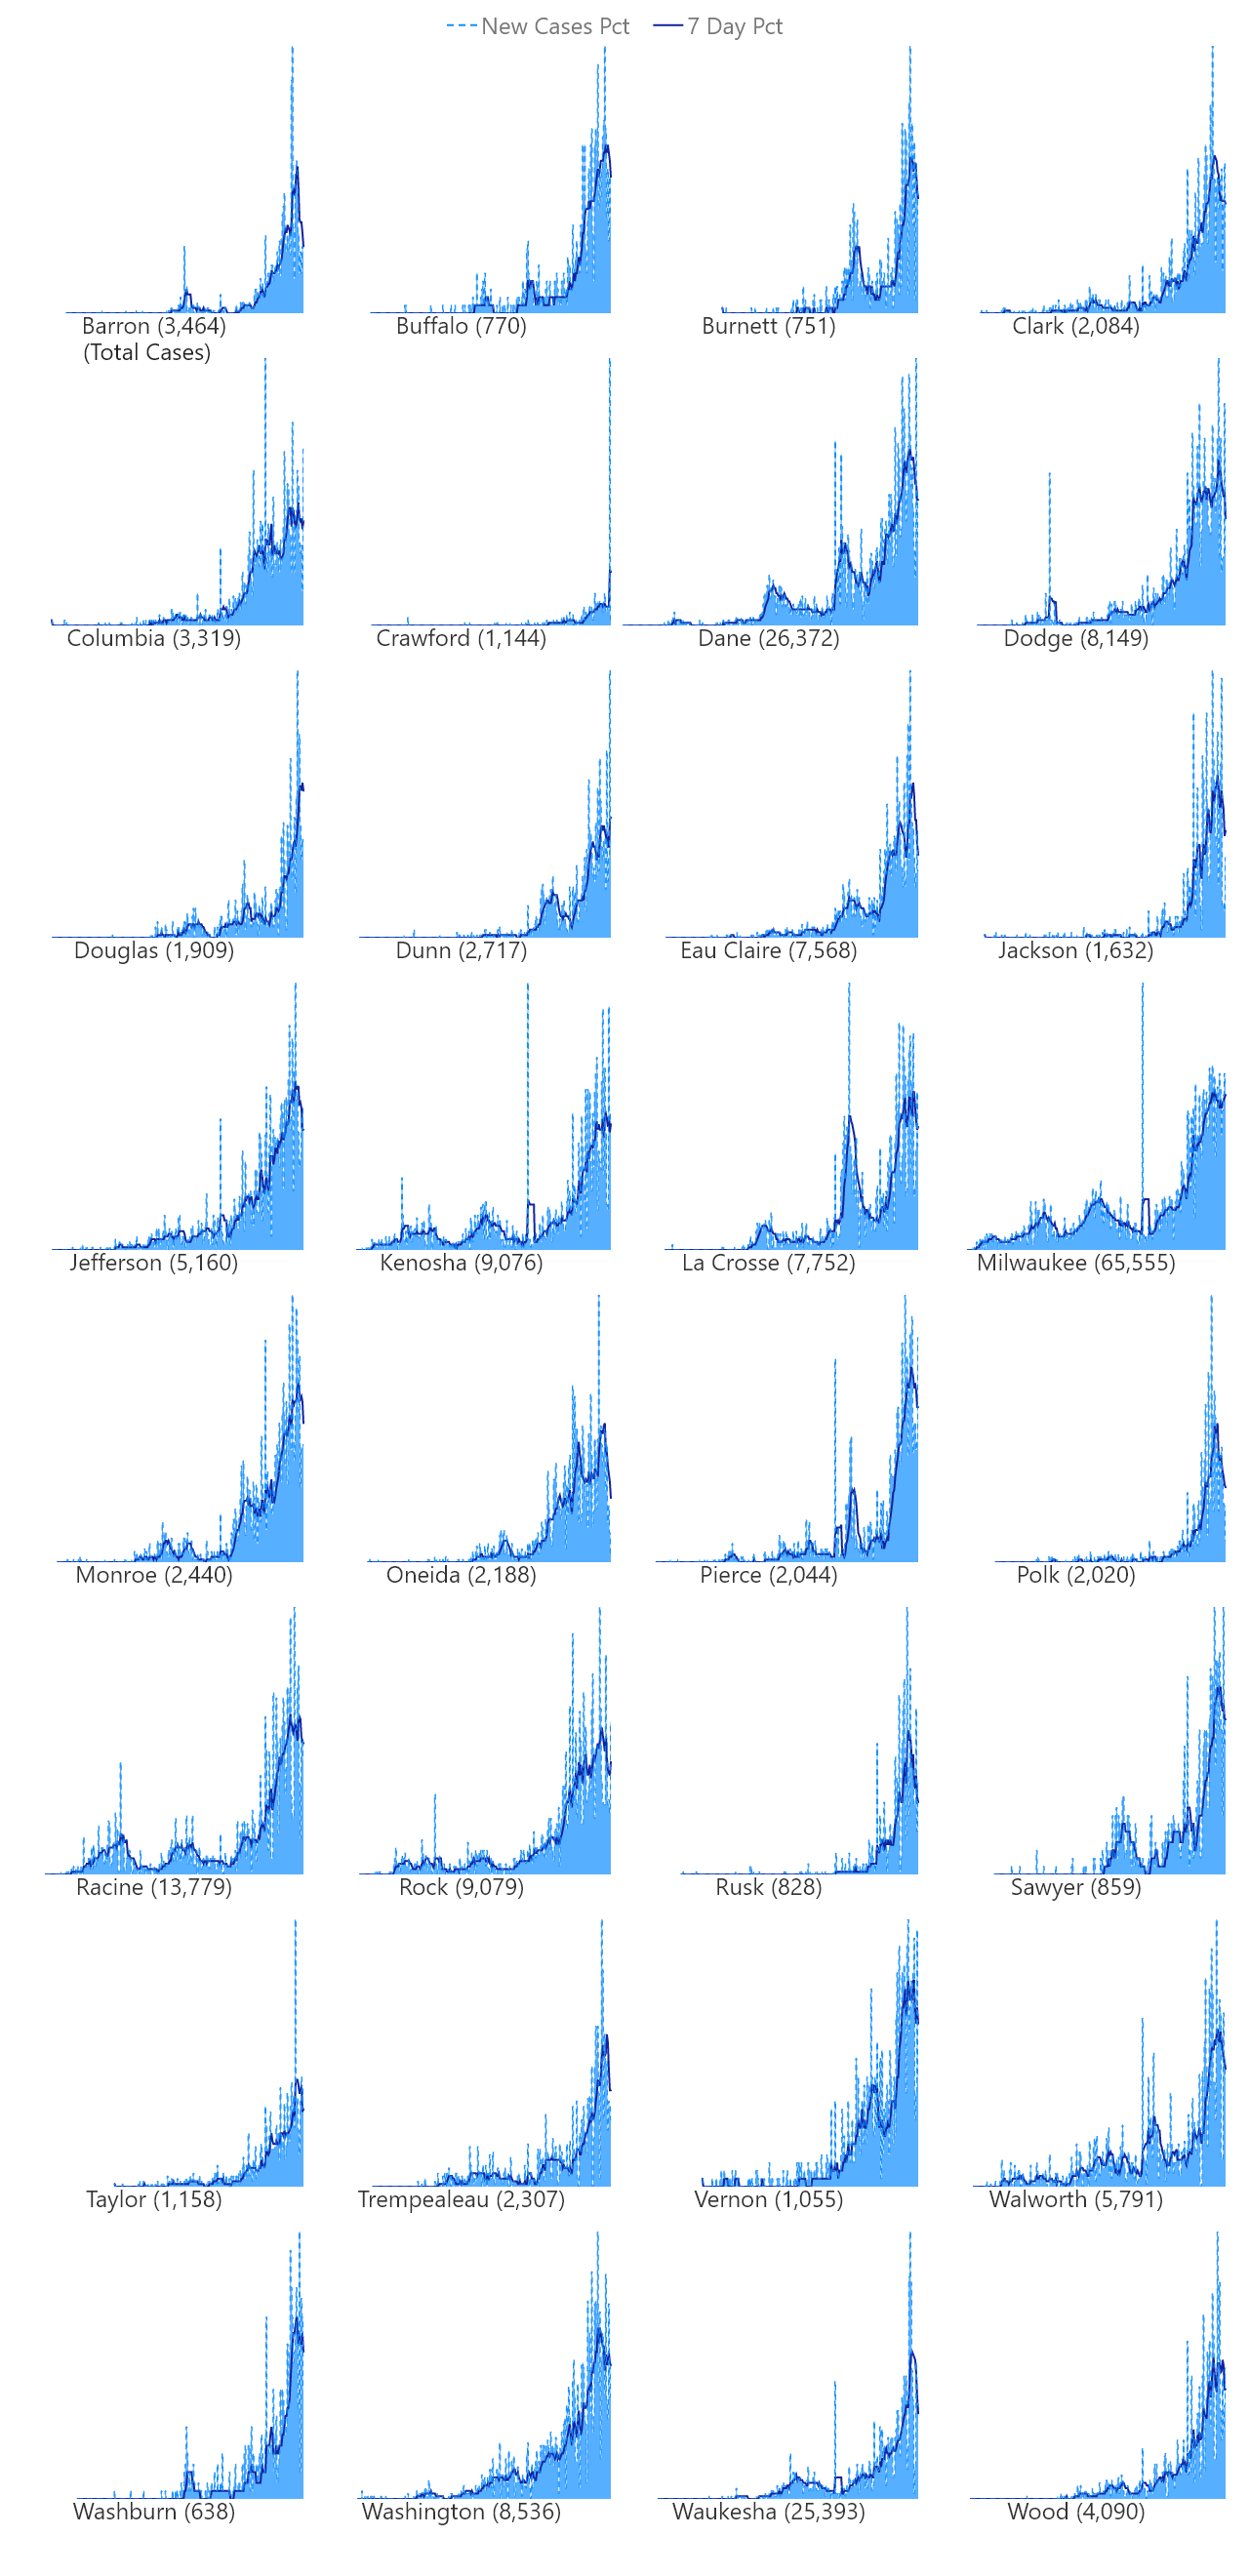 New Cases Pct 7 Day Pct
Barron (3,464) Buffalo (770) Burnett (751) Clark (2,084)
(Total Cases)
Columbia (3,319) Crawford (1,144) Dane (26,372) Dodge (8,149)
Douglas (1,909) Dunn (2,717) Eau Claire (7,568) Jackson (1,632)
Jefferson (5,160) Kenosha (9,076) La Crosse (7,752) Milwaukee (65,555)
Monroe (2,440) Oneida (2,188) Pierce (2,044) Polk (2,020)
Racine (13,779) Rock (9,079) Rusk (828) Sawyer (859)
Taylor (1,158) Trempealeau (2,307) Vernon (1,055) Walworth (5,791)
Washburn (638) Washington (8,536) Waukesha (25,393) Wood (4,090)